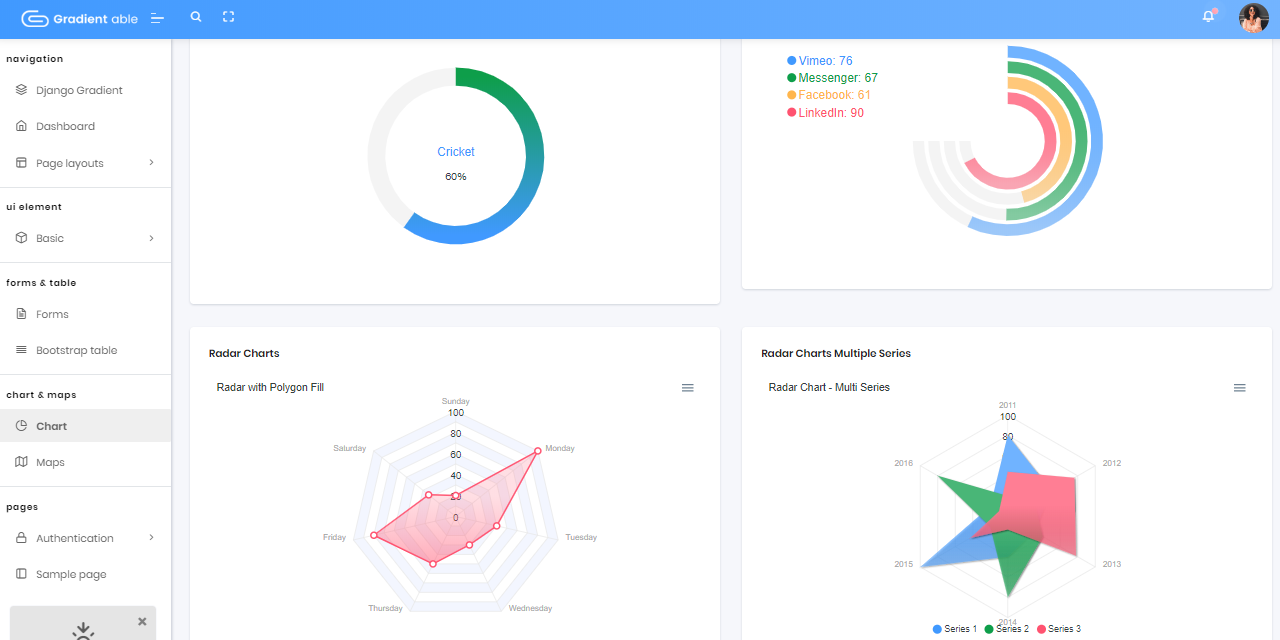 Gradient able
navigation
Django Gradient
Dashboard
Page layouts
ui element
Basic
forms & table
Forms
Bootstrap table
chart & maps
Chart
Maps
pages
Authentication
Sample page
Cricket
60%
Vimeo: 76
Messenger: 67
Facebook: 61
LinkedIn: 90
Radar Charts
Radar with Polygon Fill
Sunday
100
80
60
40
20
0
Monday
Tuesday
Wednesday
Thursday
Friday
Saturday
Radar Charts Multiple Series
Radar Chart - Multi Series
2011
100
80
2012
2013
2014
2015
2016
Series 1 Series 2 Series 3